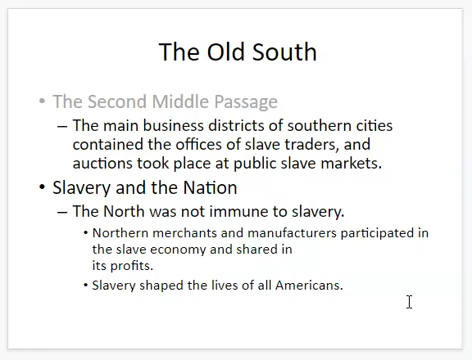 The Old South
• The Second Middle Passage
– The main business districts of southern cities
contained the offices of slave traders, and
auctions took place at public slave markets.
• Slavery and the Nation
– The North was not immune to slavery.
• Northern merchants and manufacturers participated in
the slave economy and shared in
its profits.
• Slavery shaped the lives of all Americans.